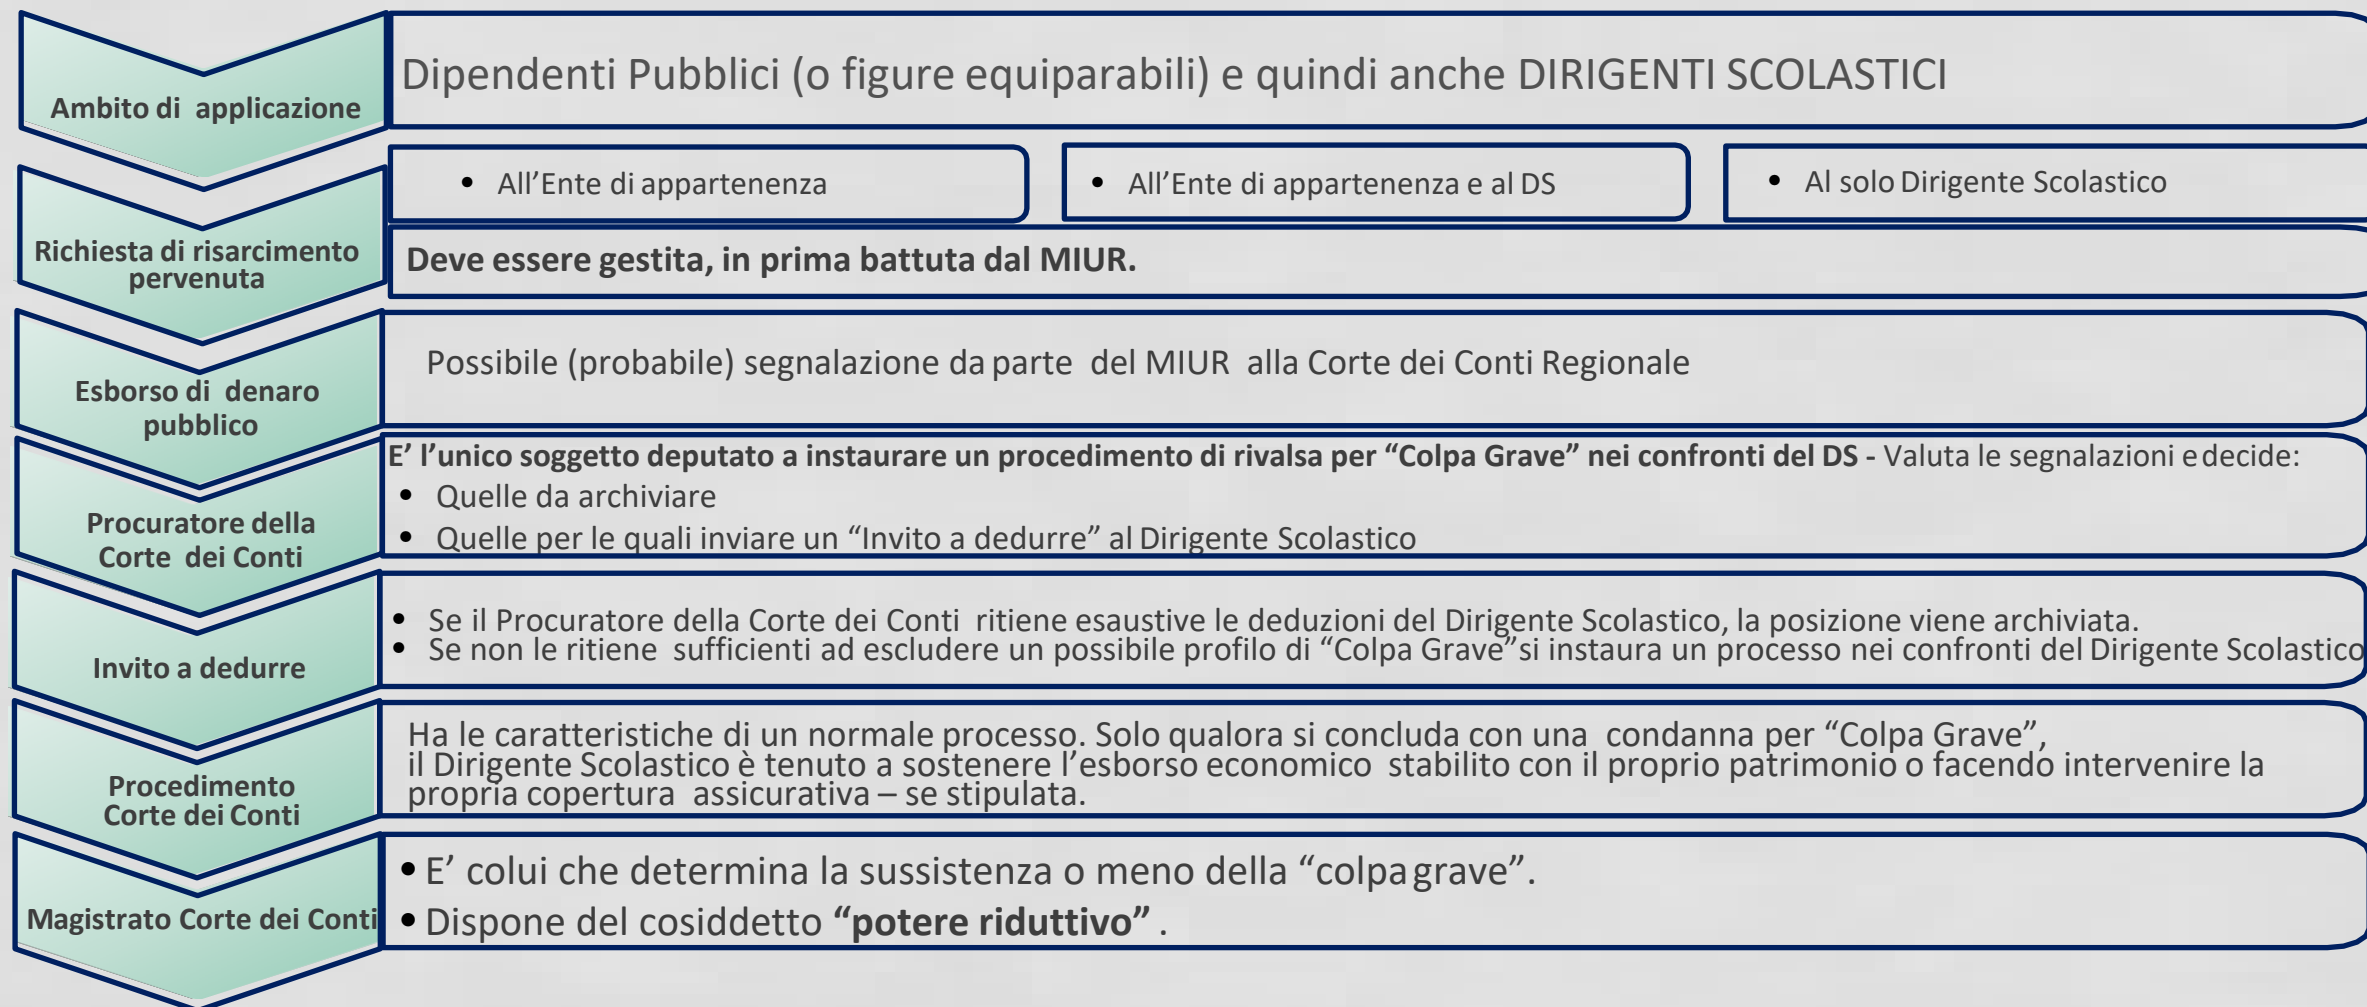 Ambito di applicazione
Dipendenti Pubblici (o figure equiparabili) e quindi anche DIRIGENTI SCOLASTICI
Richiesta di risarcimento
pervenuta
• All’Ente di appartenenza
• All’Ente di appartenenza e al DS
• Al solo Dirigente Scolastico
Deve essere gestita, in prima battuta dal MIUR.
Esborso di denaro
pubblico
Possibile (probabile) segnalazione da parte del MIUR alla Corte dei Conti Regionale
Procuratore della
Corte dei Conti
E’ l’unico soggetto deputato a instaurare un procedimento di rivalsa per “Colpa Grave” nei confronti del DS - Valuta le segnalazioni e decide:
• Quelle da archiviare
• Quelle per le quali inviare un “Invito a dedurre” al Dirigente Scolastico
Invito a dedurre
• Se il Procuratore della Corte dei Conti ritiene esaustive le deduzioni del Dirigente Scolastico, la posizione viene archiviata.
• Se non le ritiene sufficienti ad escludere un possibile profilo di “Colpa Grave”si instaura un processo nei confronti del Dirigente Scolastico
Procedimento
Corte dei Conti
Ha le caratteristiche di un normale processo. Solo qualora si concluda con una condanna per “Colpa Grave”,
il Dirigente Scolastico è tenuto a sostenere l’esborso economico stabilito con il proprio patrimonio o facendo intervenire la
propria copertura assicurativa – se stipulata.
Magistrato Corte dei Conti
• E’ colui che determina la sussistenza o meno della “colpa grave”.
• Dispone del cosiddetto “potere riduttivo” .